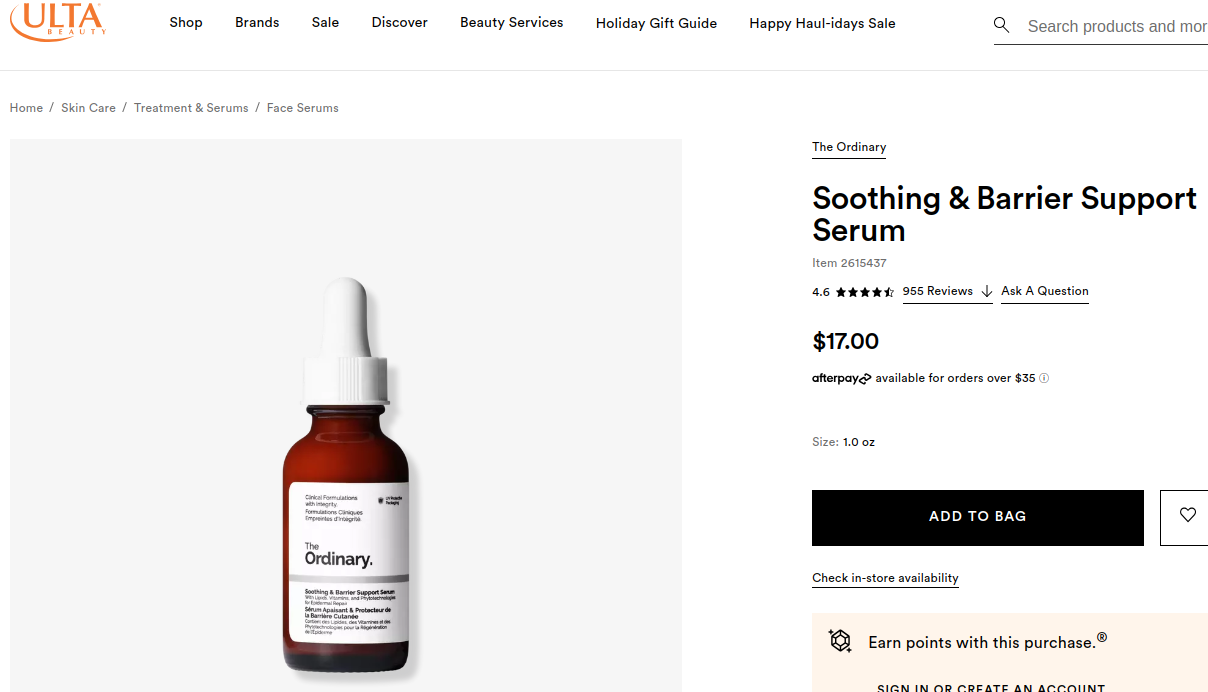 ULTA
BEAUTY
Shop
Brands
Sale
Discover
Beauty Services
Holiday Gift Guide
Happy Haul-idays Sale
Search products and mor
Home / Skin Care / Treatment & Serums / Face Serums
The Ordinary
Soothing & Barrier Support
Serum
Item 2615437
4.6 955 Reviews Ask A Question
$17.00
afterpay available for orders over $35
Size: 1.0 oz
ADD TO BAG
Check in-store availability
Earn points with this purchase.®
SIGN IN OR CREATE AN ACCOUNT
Clinical Formulations
with Integrity.
Formulations Cliniques
Empreintes d'Intégrité.
The
Ordinary.
Soothing & Barrier Support Serum
With Lipids, Vitamins, and Phytotechnologies
for Epidermal Repair
Sérum Apaisant & Protecteur de
la Barrière Cutanée
Contient des Lipides, des Vitamines et des
Phytotechnologies pour la Régénération
de l'Épiderme